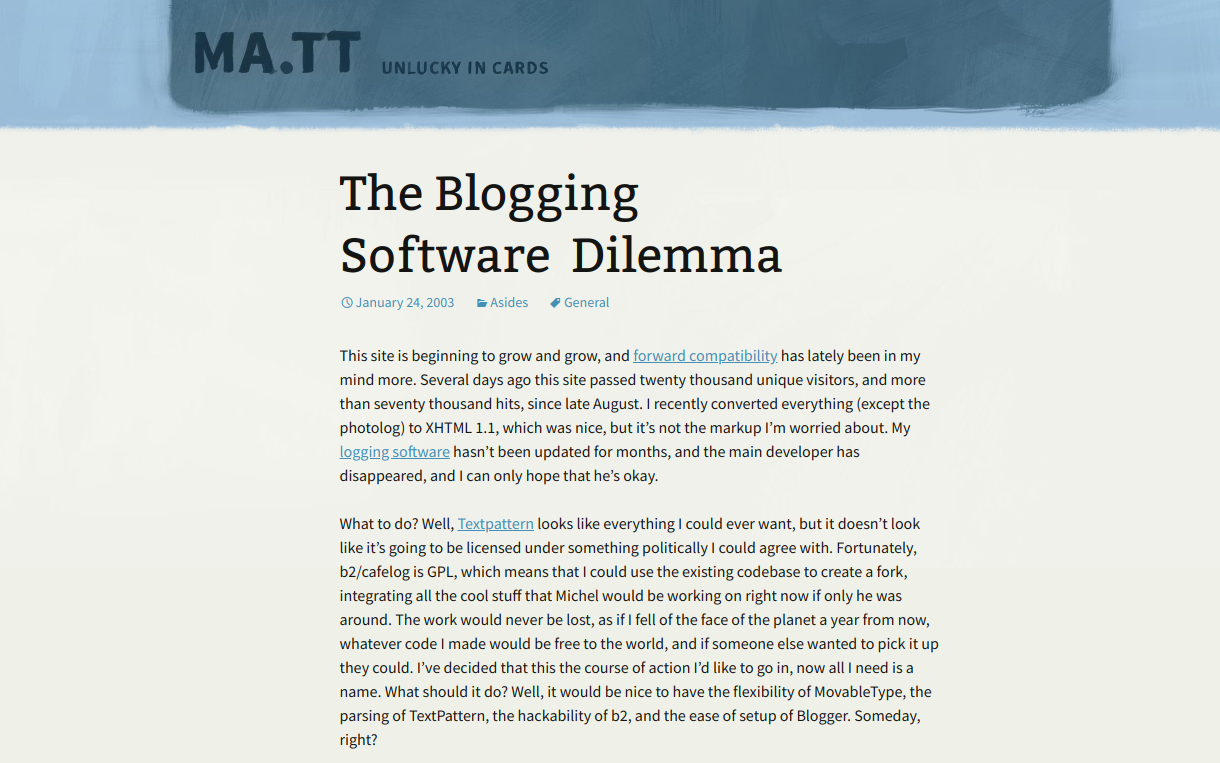 MA.TT
UNLUCKY IN CARDS
The Blogging
Software Dilemma
January 24, 2003 Asides General
This site is beginning to grow and grow, and forward compatibility has lately been in my
mind more. Several days ago this site passed twenty thousand unique visitors, and more
than seventy thousand hits, since late August. I recently converted everything (except the
photolog) to XHTML 1.1, which was nice, but it’s not the markup I’m worried about. My
logging software hasn’t been updated for months, and the main developer has
disappeared, and I can only hope that he’s okay.
What to do? Well, Textpattern looks like everything I could ever want, but it doesn’t look
like it’s going to be licensed under something politically I could agree with. Fortunately,
b2/cafelog is GPL, which means that I could use the existing codebase to create a fork,
integrating all the cool stuff that Michel would be working on right now if only he was
around. The work would never be lost, as if I fell of the face of the planet a year from now,
whatever code I made would be free to the world, and if someone else wanted to pick it up
they could. I’ve decided that this the course of action I’d like to go in, now all I need is a
name. What should it do? Well, it would be nice to have the flexibility of MovableType, the
parsing of TextPattern, the hackability of b2, and the ease of setup of Blogger. Someday,
right?